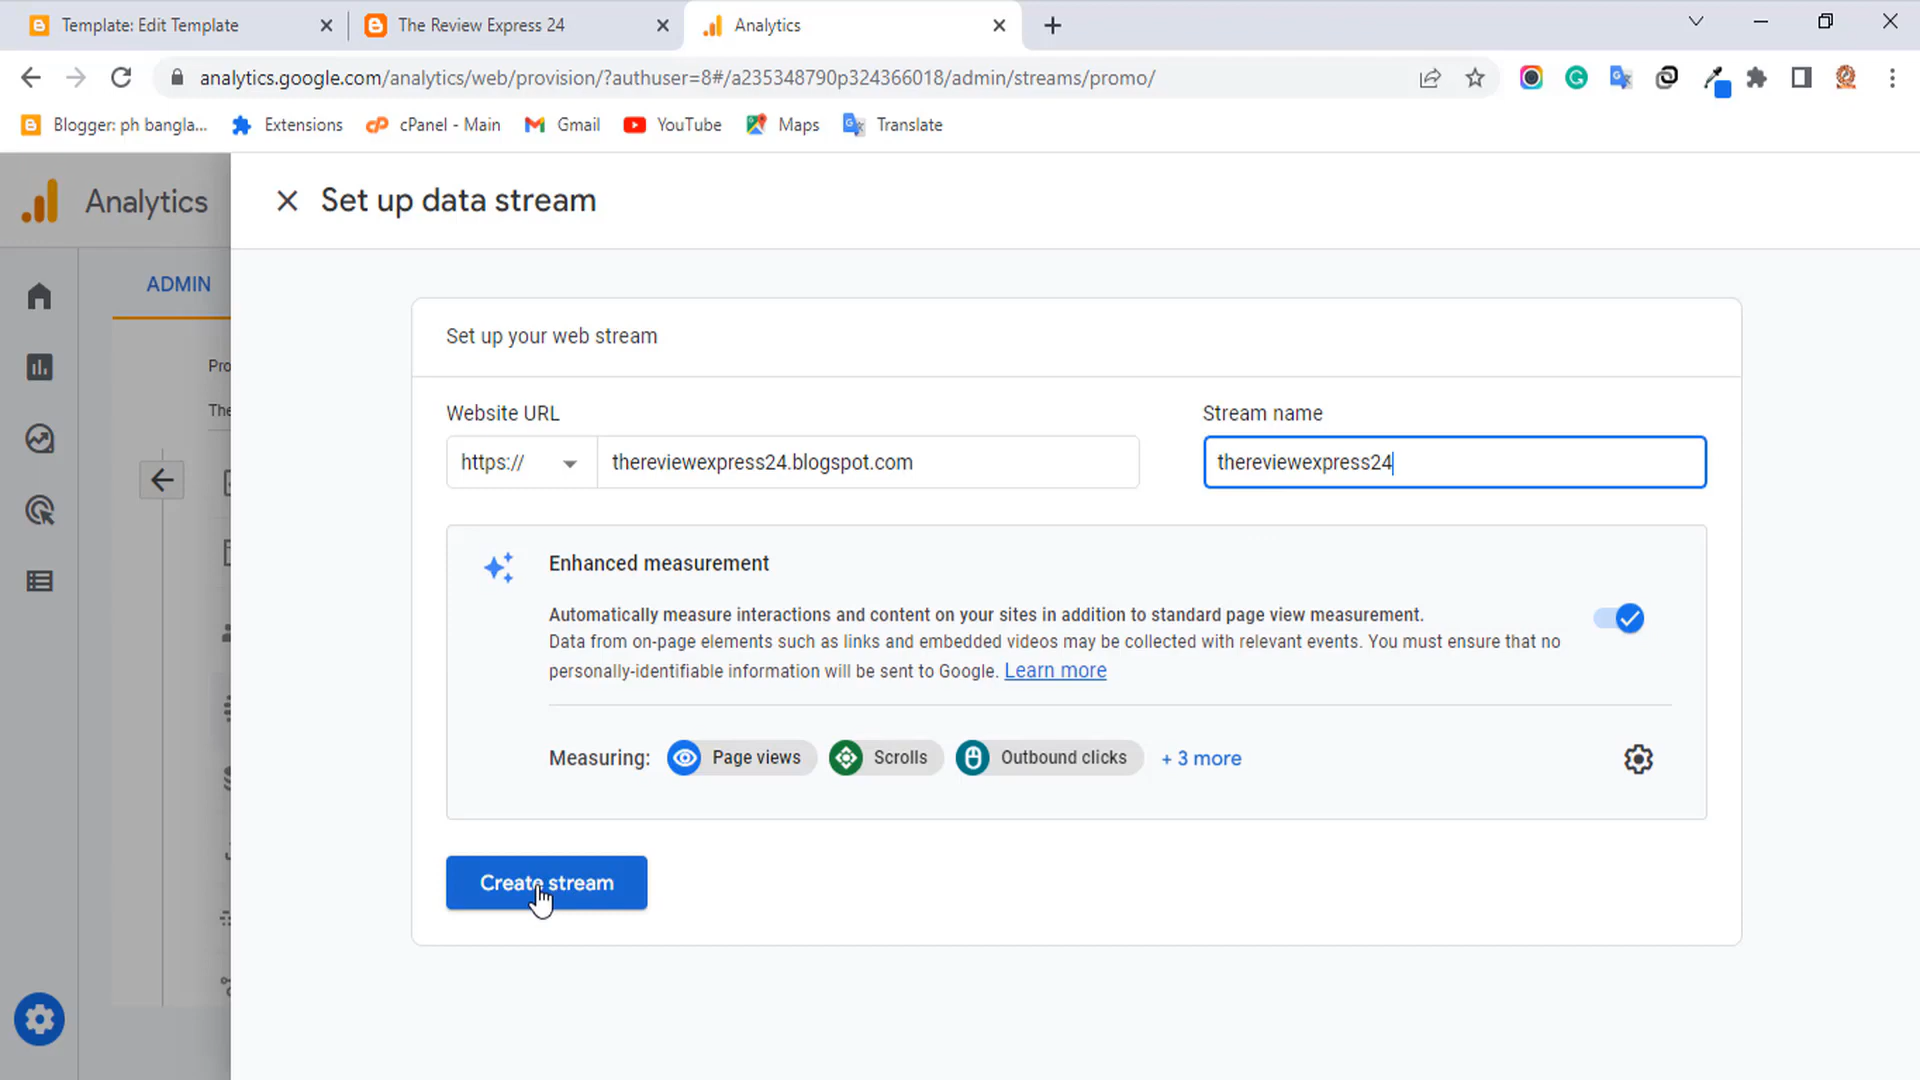 Template: Edit Template
The Review Express 24
Analytics
analytics.google.com/analytics/web/provision/?authuser=8#/a235348790p324366018/admin/streams/promo/
Blogger: ph bangla...
Extensions
cPanel - Main
Gmail
YouTube
Maps
Translate
Analytics
Set up data stream
ADMIN
Pro
The
Set up your web stream
Website URL
Stream name
https://
thereviewexpress24.blogspot.com
thereviewexpress24
Enhanced measurement
Automatically measure interactions and content on your sites in addition to standard page view measurement.
Data from on-page elements such as links and embedded videos may be collected with relevant events. You must ensure that no
personally-identifiable information will be sent to Google. Learn more
Measuring:
Page views
Scrolls
Outbound clicks
+ 3 more
Create stream